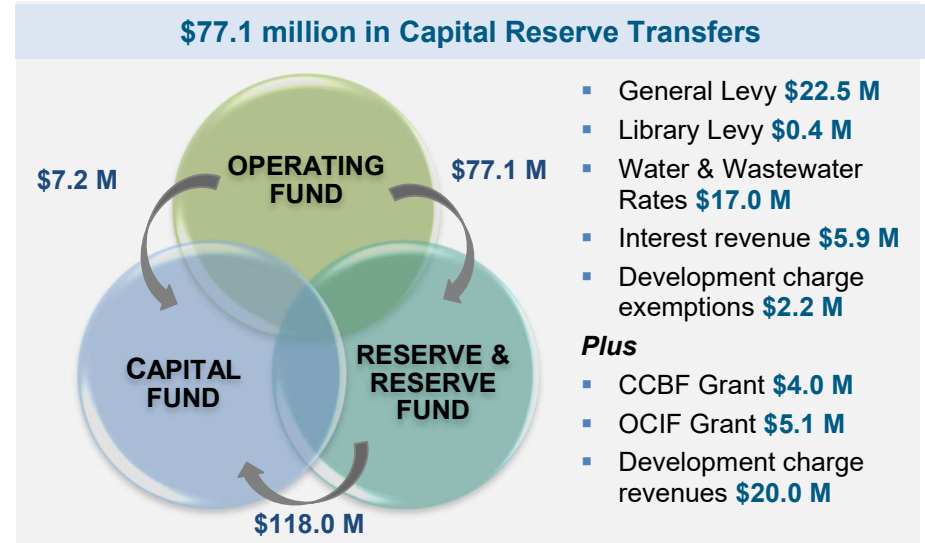 $77.1 million in Capital Reserve Transfers
$7.2 M
OPERATING
FUND
$77.1 M
CAPITAL
FUND
RESERVE &
RESERVE
FUND
$118.0 M
▪ General Levy $22.5 M
▪ Library Levy $0.4 M
▪ Water & Wastewater
Rates $17.0 M
▪ Interest revenue $5.9 M
▪ Development charge
exemptions $2.2 M
Plus
▪ CCBF Grant $4.0 M
▪ OCIF Grant $5.1 M
▪ Development charge
revenues $20.0 M